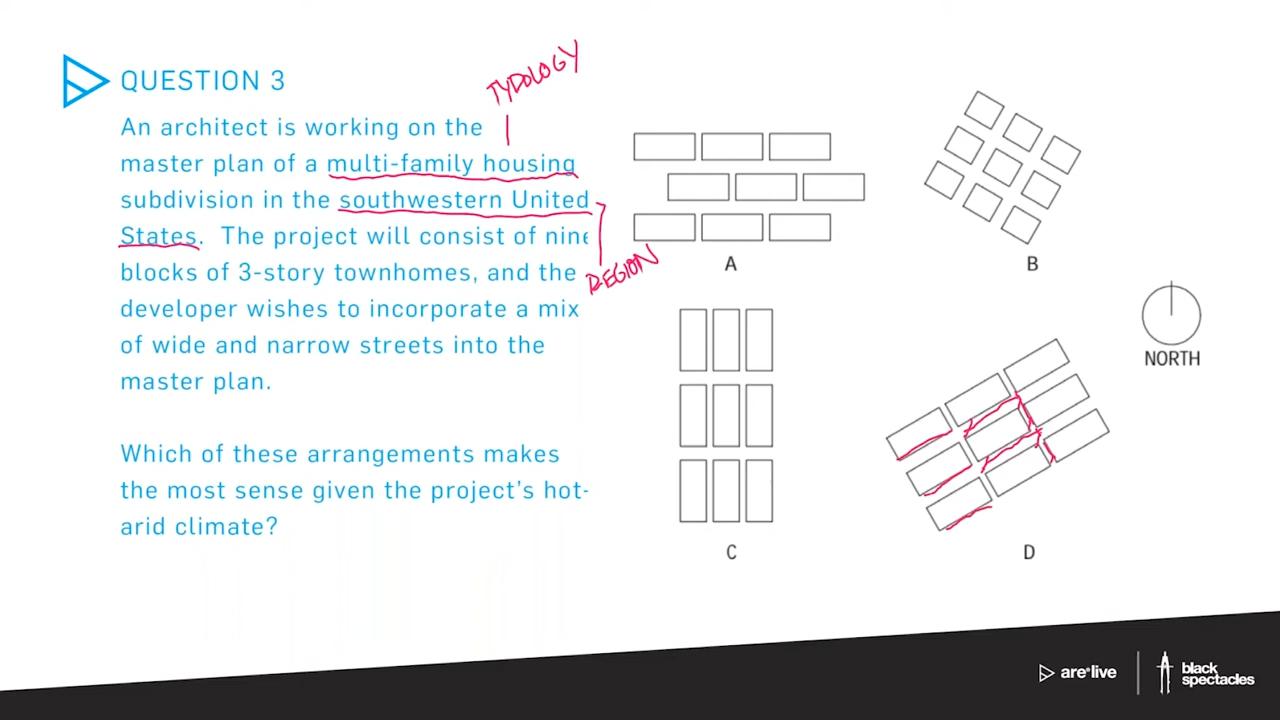 QUESTION 3
TYDOLOGY
An architect is working on the
master plan of a multi-family housing
subdivision in the southwestern United
States. The project will consist of nine
blocks of 3-story townhomes, and the
developer wishes to incorporate a mix
of wide and narrow streets into the
master plan.
REGION
Which of these arrangements makes
the most sense given the project's hot-
arid climate?
A
B
C
D
NORTH
are live
black
spectacles